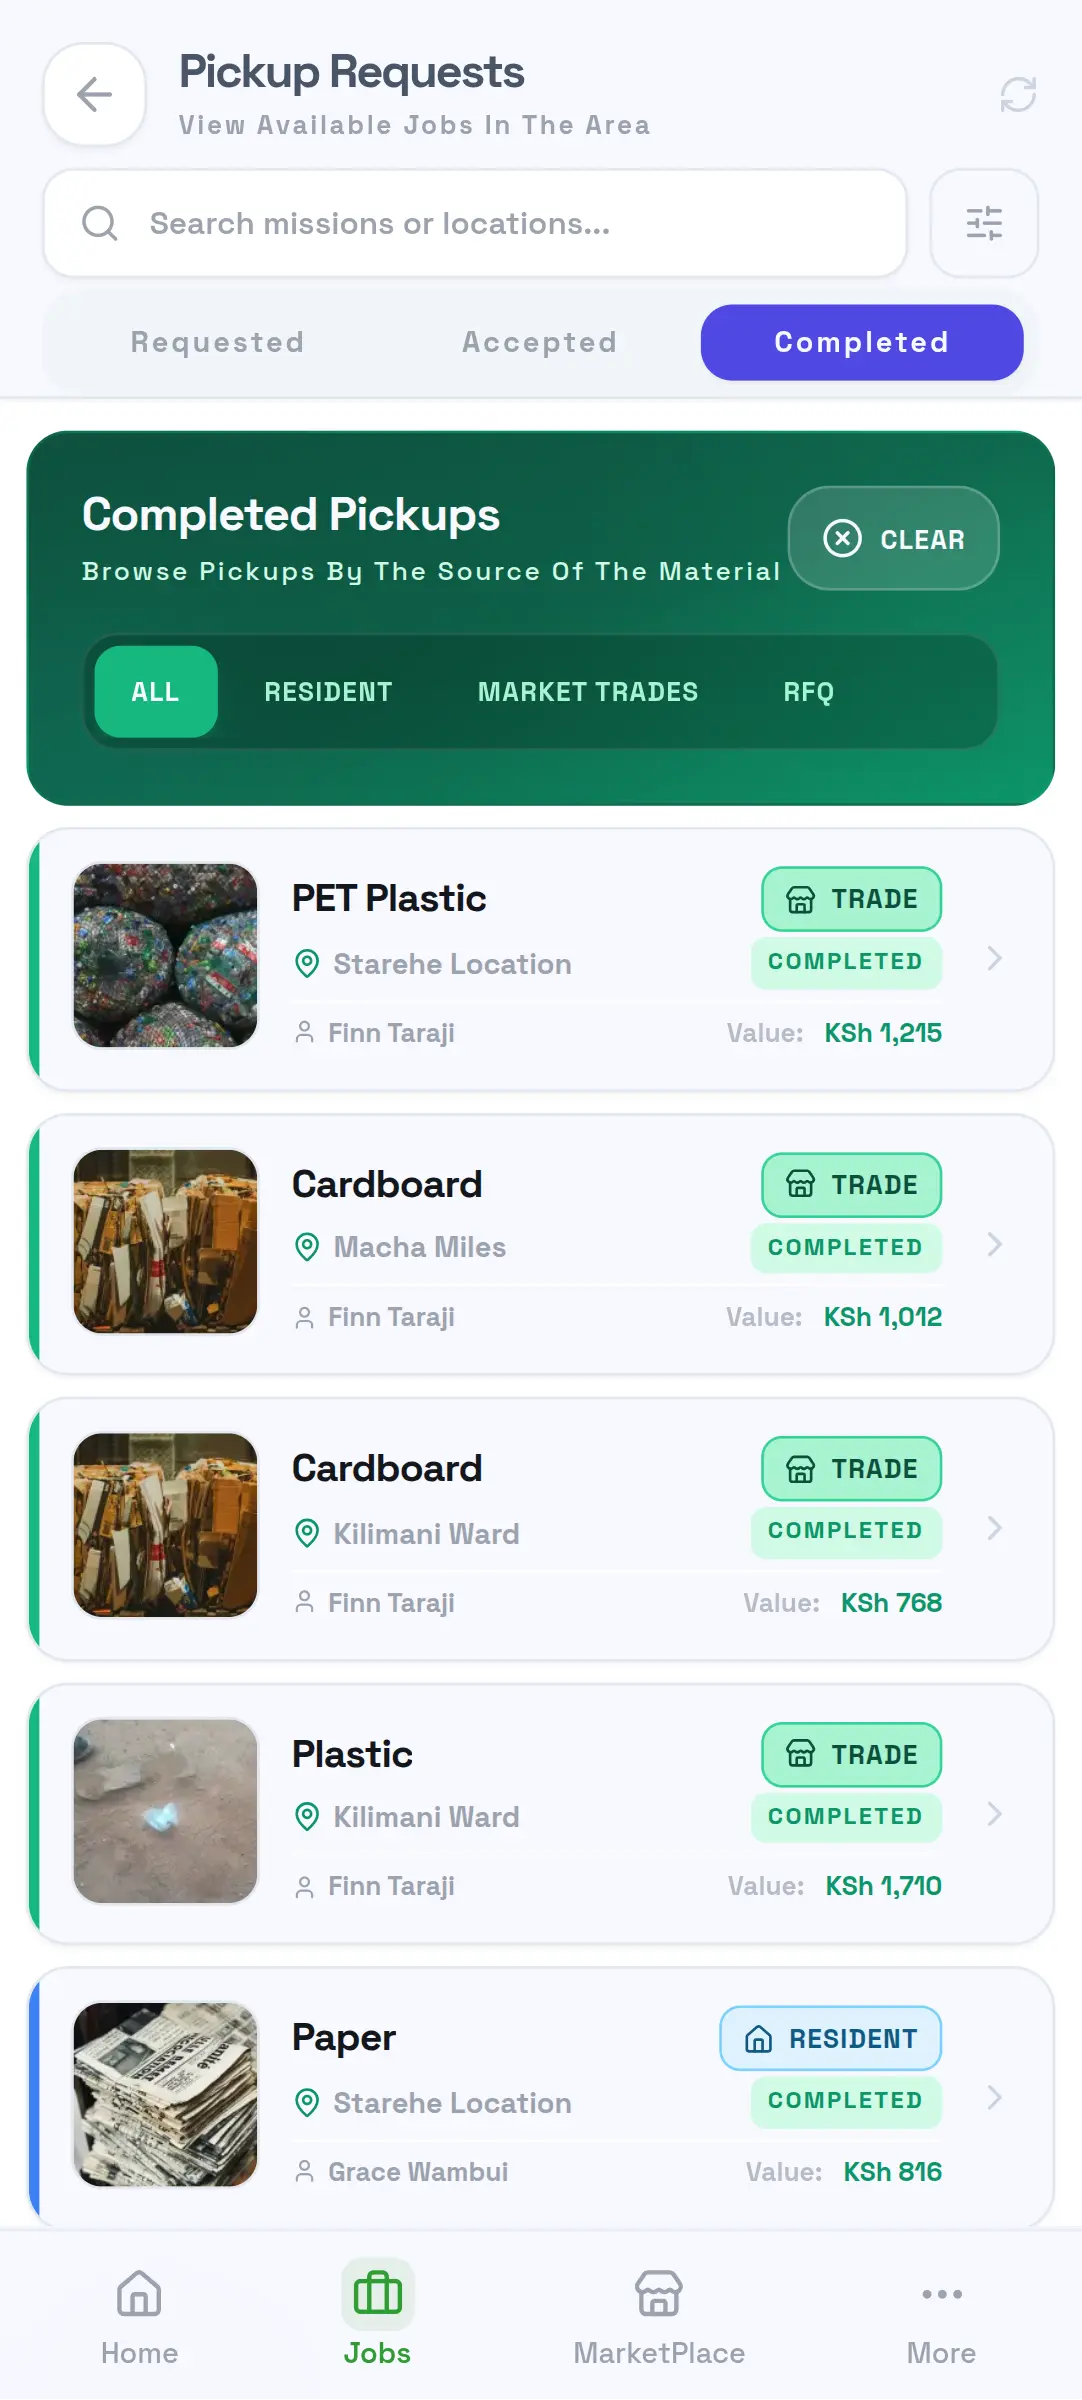 Pickup Requests
View Available Jobs In The Area
Search missions or locations...
Requested
Accepted
Completed
Completed Pickups
Browse Pickups By The Source Of The Material
CLEAR
ALL
RESIDENT
MARKET TRADES
RFQ
PET Plastic
TRADE
Starehe Location
COMPLETED
Finn Taraji
Value: KSh 1,215
Cardboard
TRADE
Macha Miles
COMPLETED
Finn Taraji
Value: KSh 1,012
Cardboard
TRADE
Kilimani Ward
COMPLETED
Finn Taraji
Value: KSh 768
Plastic
TRADE
Kilimani Ward
COMPLETED
Finn Taraji
Value: KSh 1,710
Paper
RESIDENT
Starehe Location
COMPLETED
Grace Wambui
Value: KSh 816
Home
Jobs
MarketPlace
More